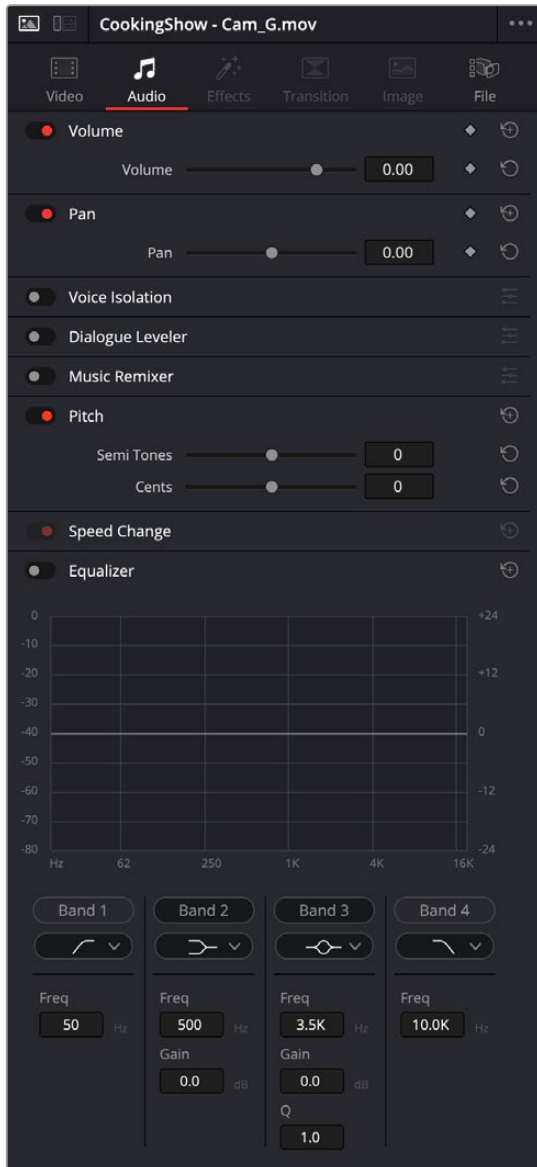 CookingShow - Cam_G.mov
Video Audio Effects Transition Image File
Volume
Volume 0.00
Pan
Pan 0.00
Voice Isolation
Dialogue Leveler
Music Remixer
Pitch
Semi Tones 0
Cents 0
Speed Change
Equalizer
0 +24
-10
-20 +12
-30
-40 0
-50
-60 -12
-70
-80 -24
Hz 62 250 1K 4K 16K
Band 1 Band 2 Band 3 Band 4
Freq Freq Freq Freq
50 Hz 500 Hz 3.5K Hz 10.0K Hz
Gain Gain
0.0 dB 0.0 dB
Q
1.0